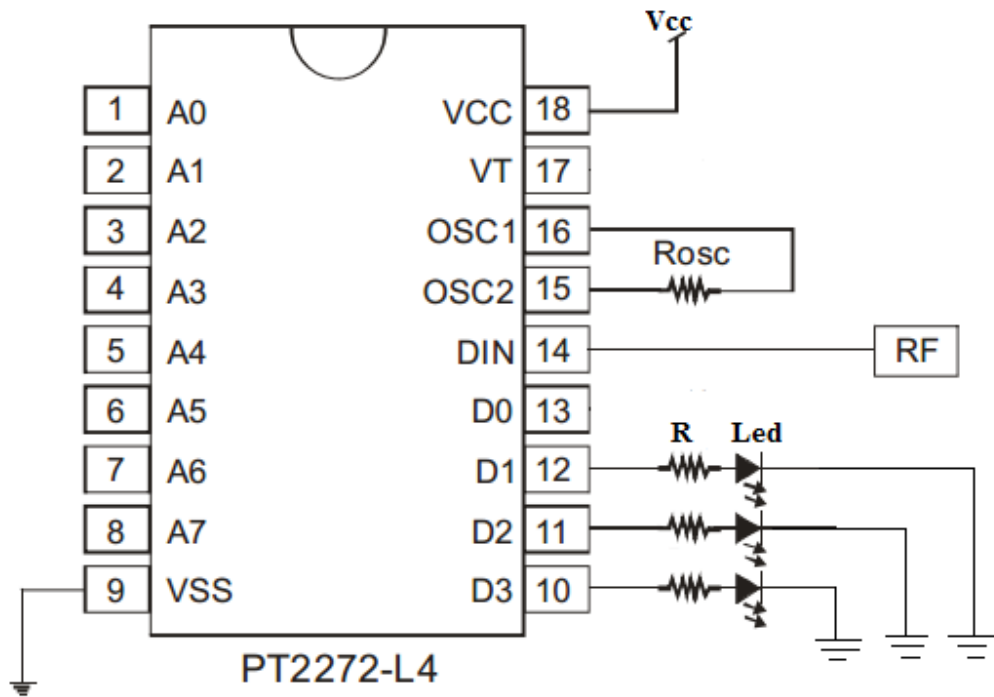 Vcc
1 A0 VCC 18
2 A1 VT 17
3 A2 OSC1 16
Rosc
4 A3 OSC2 15
5 A4 DIN 14 RF
6 A5 D0 13
R Led
7 A6 D1 12
8 A7 D2 11
9 VSS D3 10
PT2272-L4